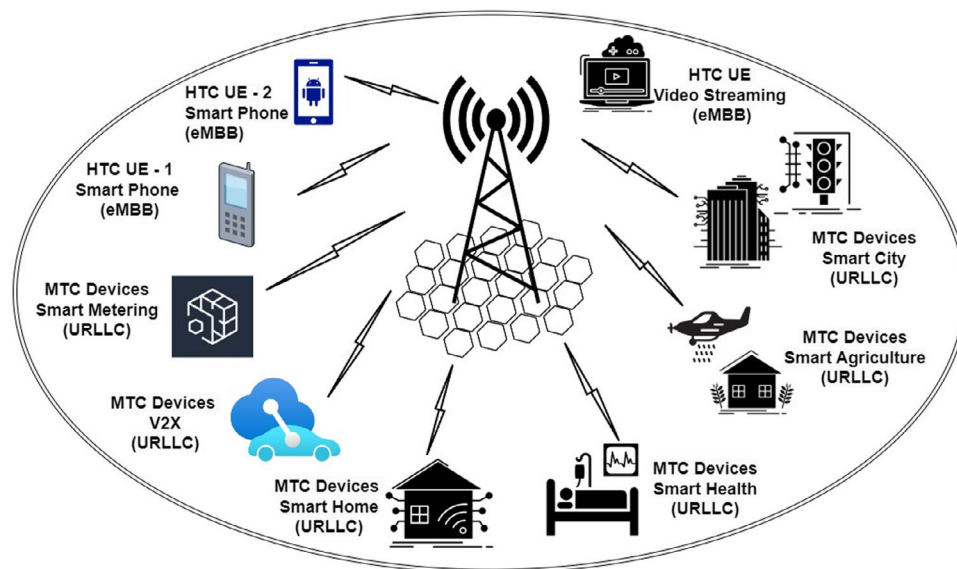 HTC UE - 2
Smart Phone
(eMBB)
HTC UE
Video Streaming
(eMBB)
HTC UE - 1
Smart Phone
(eMBB)
MTC Devices
Smart City
(URLLC)
MTC Devices
Smart Metering
(URLLC)
MTC Devices
Smart Agriculture
(URLLC)
MTC Devices
V2X
(URLLC)
MTC Devices
Smart Home
(URLLC)
MTC Devices
Smart Health
(URLLC)